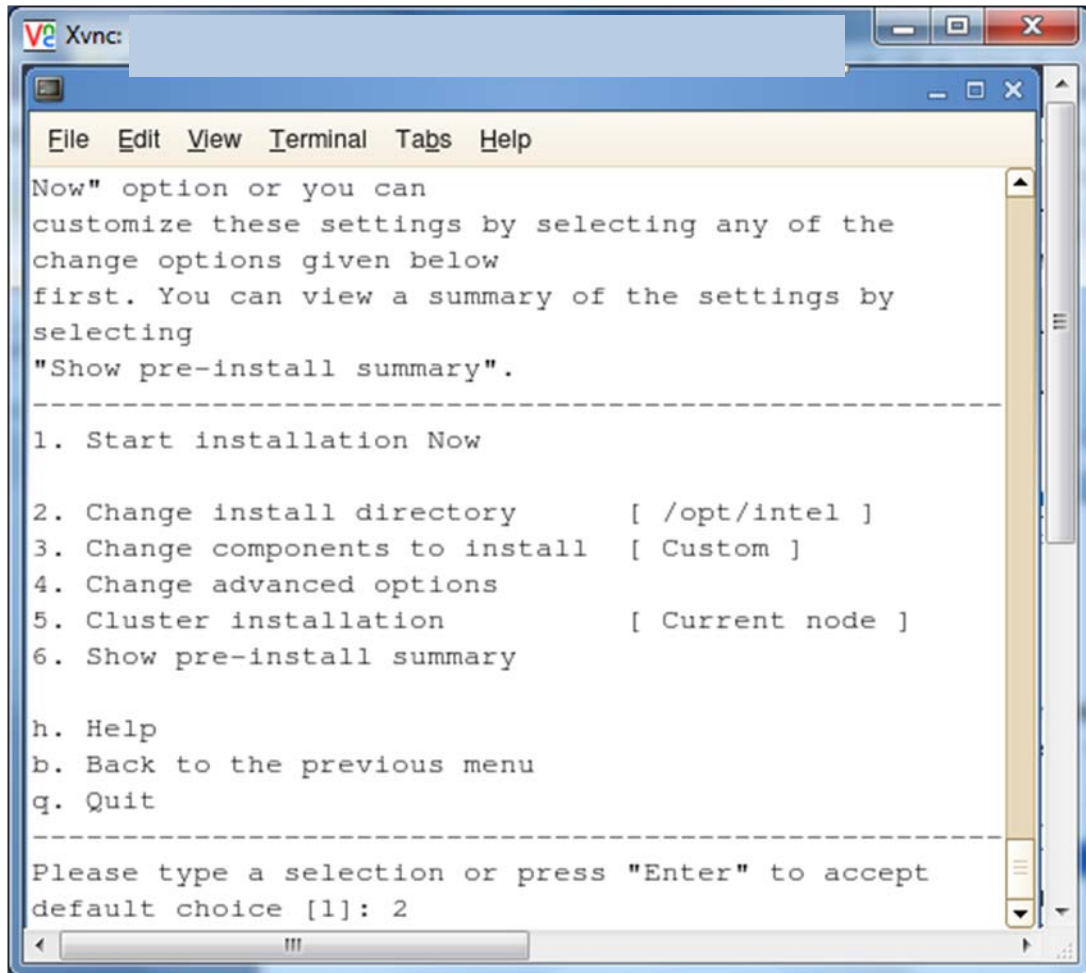 Xvnc:
File Edit View Terminal Tabs Help
Now" option or you can
customize these settings by selecting any of the
change options given below
first. You can view a summary of the settings by
selecting
"Show pre-install summary".
------------------------------------------------------
1. Start installation Now
2. Change install directory [ /opt/intel ]
3. Change components to install [ Custom ]
4. Change advanced options
5. Cluster installation [ Current node ]
6. Show pre-install summary
h. Help
b. Back to the previous menu
q. Quit
------------------------------------------------------
Please type a selection or press "Enter" to accept
default choice [1]: 2